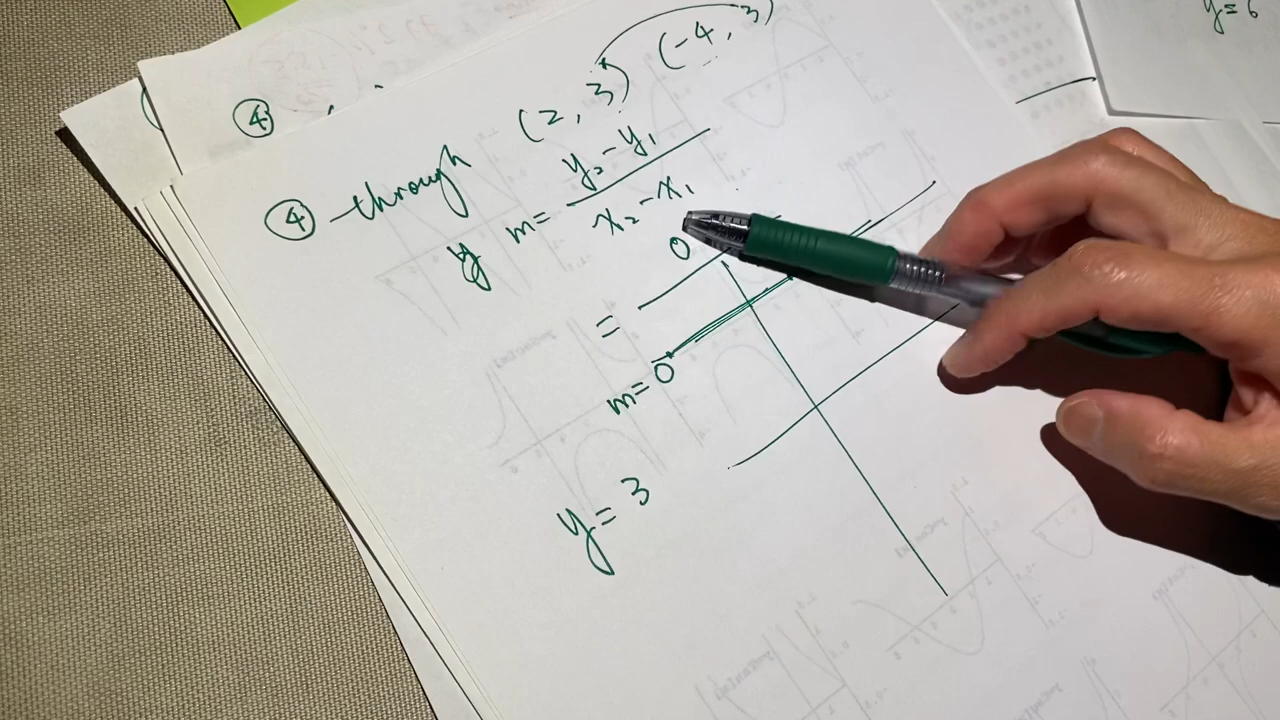 ④
④ through (2, 3) (-4, 3)
y m = y₂ - y₁ / x₂ - x₁
= 0
m = 0
y = 3
y = 6